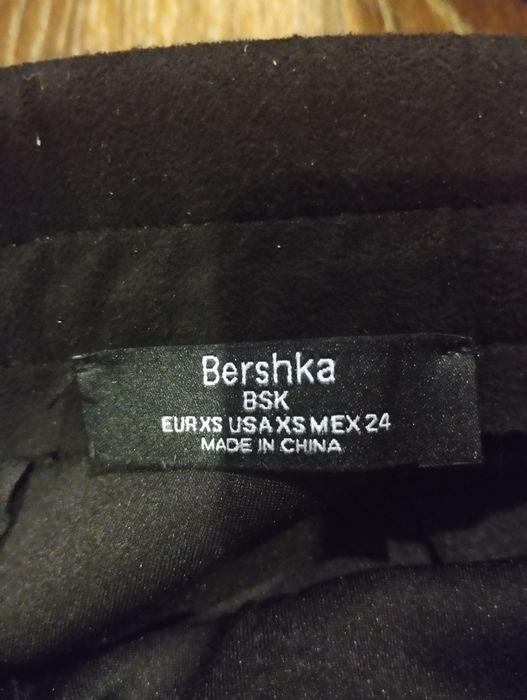 Bershka
BSK
EUR XS USA XS MEX 24
MADE IN CHINA